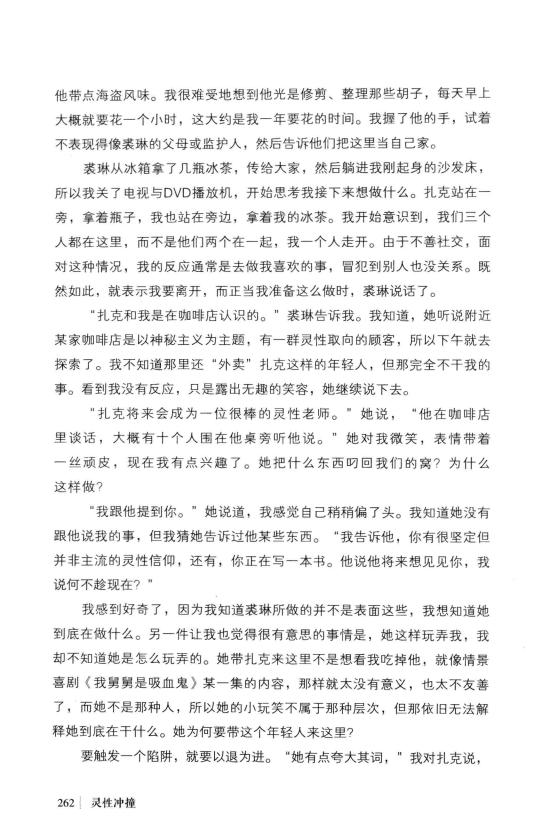 他带点海盗风味。我很难受地想到他光是修剪、整理那些胡子，每天早上
大概就要花一个小时，这大约是我一年要花的时间。我握了他的手，试着
不表现得像裘琳的父母或监护人，然后告诉他们把这里当自己家。
裘琳从冰箱拿了几瓶冰茶，传给大家，然后躺进我刚起身的沙发床，
所以我关了电视与DVD播放机，开始思考我接下来想做什么。扎克站在一
旁，拿着瓶子，我也站在旁边，拿着我的冰茶。我开始意识到，我们三个
人都在这里，而不是他们两个在一起，我一个人走开。由于不善社交，面
对这种情况，我的反应通常是去做我喜欢的事，冒犯到别人也没关系。既
然如此，就表示我要离开，而正当我准备这么做时，裘琳说话了。
“扎克和我是在咖啡店认识的。”裘琳告诉我。我知道，她听说附近
某家咖啡店是以神秘主义为主题，有一群灵性取向的顾客，所以下午就去
探索了。我不知道那里还“外卖”扎克这样的年轻人，但那完全不干我的
事。看到我没有反应，只是露出无趣的笑容，她继续说下去。
“扎克将来会成为一位很棒的灵性老师。”她说，“他在咖啡店
里谈话，大概有十个人围在他桌旁听他说。”她对我微笑，表情带着
一丝顽皮，现在我有点兴趣了。她把什么东西叼回我们的窝？为什么
这样做？
“我跟他提到你。”她说道，我感觉自己稍稍偏了头。我知道她没有
跟他说我的事，但我猜她告诉过他某些东西。“我告诉他，你有很坚定但
并非主流的灵性信仰，还有，你正在写一本书。他说他将来想见见你，我
说何不趁现在？”
我感到好奇了，因为我知道裘琳所做的并不是表面这些，我想知道她
到底在做什么。另一件让我也觉得很有意思的事情是，她这样玩弄我，我
却不知道她是怎么玩弄的。她带扎克来这里不是想看我吃掉他，就像情景
喜剧《我舅舅是吸血鬼》某一集的内容，那样就太没有意义，也太不友善
了，而她不是那种人，所以她的小玩笑不属于那种层次，但那依旧无法解
释她到底在干什么。她为何要带这个年轻人来这里？
要触发一个陷阱，就要以退为进。“她有点夸大其词，”我对扎克说，
262 | 灵性冲撞